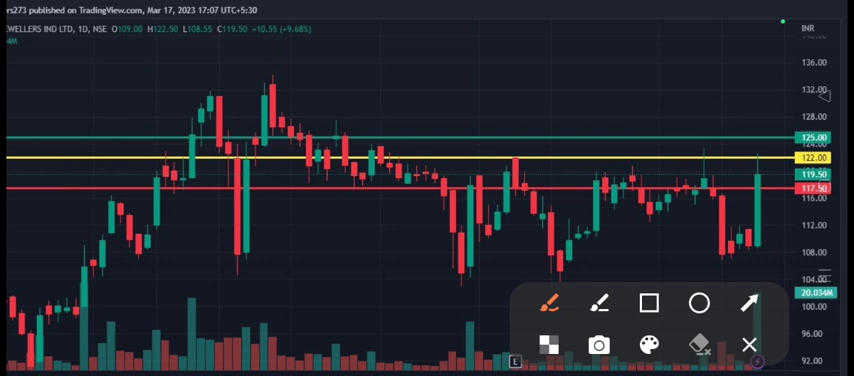 rs273 published on TradingView.com, Mar 17, 2023 17:07 UTC+5:30
EWELLERS IND LTD, 1D, NSE O109.00 H122.50 L108.55 C119.50 +10.55 (+9.68%)
4M
INR
136.00
132.00
128.00
125.00
124.00
122.00
119.50
117.50
116.00
112.00
108.00
104.00
20.034M
100.00
96.00
92.00
E